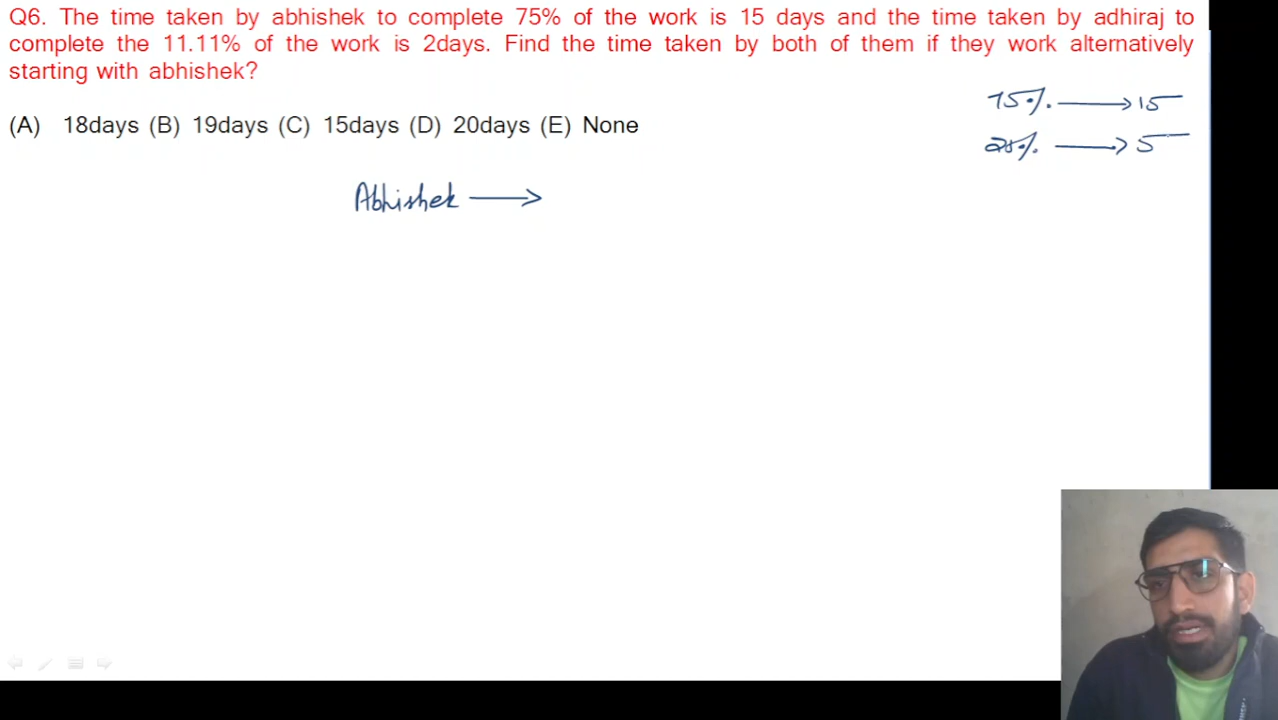 Q6. The time taken by abhishek to complete 75% of the work is 15 days and the time taken by adhiraj to
complete the 11.11% of the work is 2days. Find the time taken by both of them if they work alternatively
starting with abhishek?
75% → 15
25% → 5
(A) 18days (B) 19days (C) 15days (D) 20days (E) None
Abhishek →